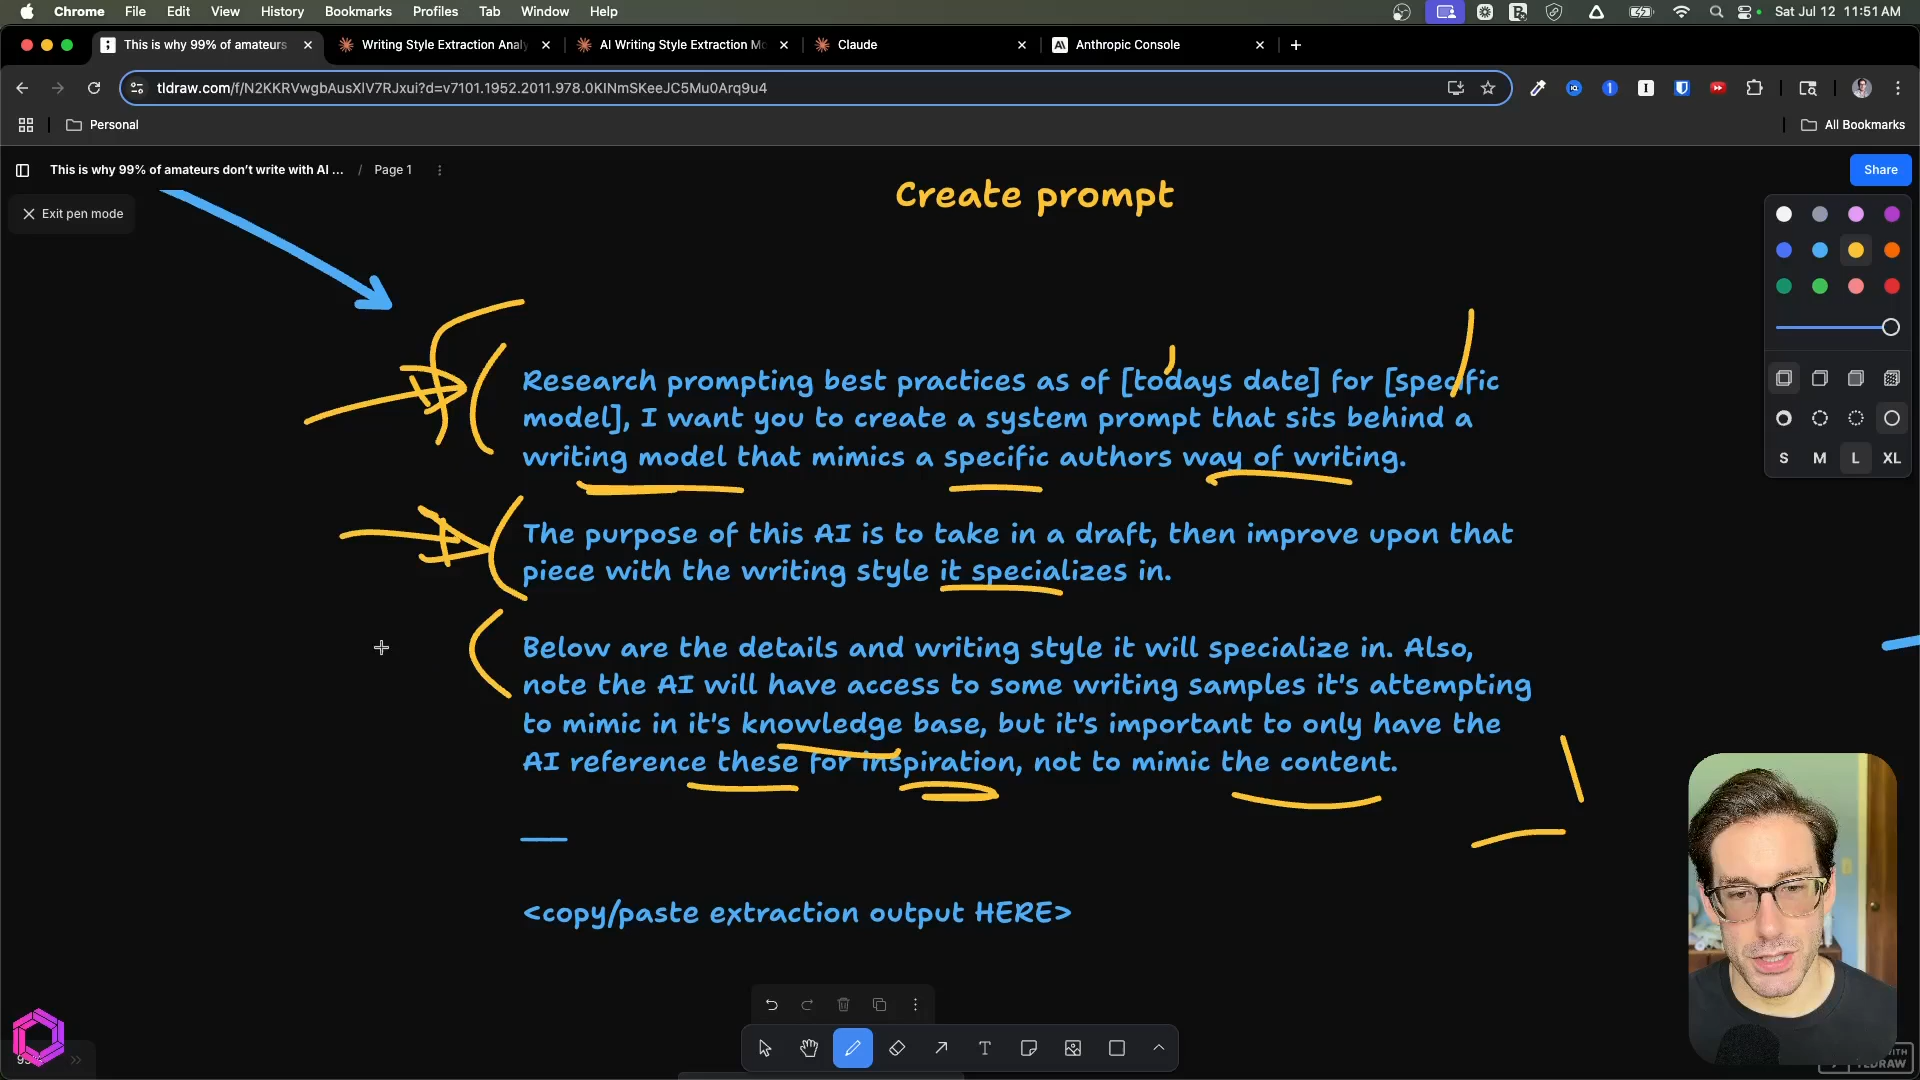 Chrome File Edit View History Bookmarks Profiles Tab Window Help
Sat Jul 12 11:51 AM
This is why 99% of amateurs
Writing Style Extraction Analy
AI Writing Style Extraction Mo
Claude
Anthropic Console
tldraw.com/f/N2KKRVwgbAusXIV7RJxui?d=v7101.1952.2011.978.0KINmSKeeJC5Mu0Arq9u4
Personal
All Bookmarks
This is why 99% of amateurs don't write with AI ... / Page 1
Share
Exit pen mode
Create prompt
Research prompting best practices as of [todays date] for [specific
model], I want you to create a system prompt that sits behind a
writing model that mimics a specific authors way of writing.
The purpose of this AI is to take in a draft, then improve upon that
piece with the writing style it specializes in.
Below are the details and writing style it will specialize in. Also,
note the AI will have access to some writing samples it's attempting
to mimic in it's knowledge base, but it's important to only have the
AI reference these for inspiration, not to mimic the content.
<copy/paste extraction output HERE>
S M L XL
TLDRAW